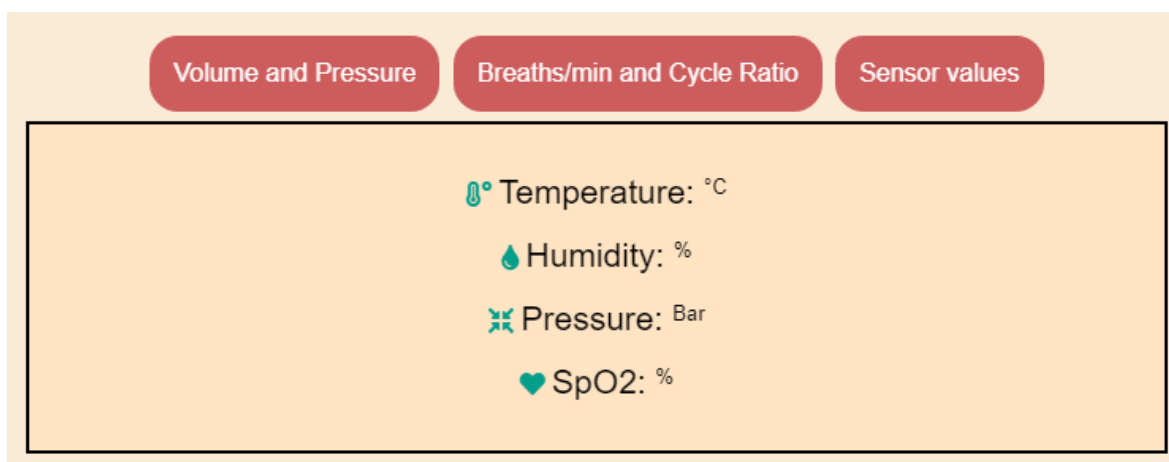 Volume and Pressure
Breaths/min and Cycle Ratio
Sensor values
Temperature: °C
Humidity: %
Pressure: Bar
SpO2: %